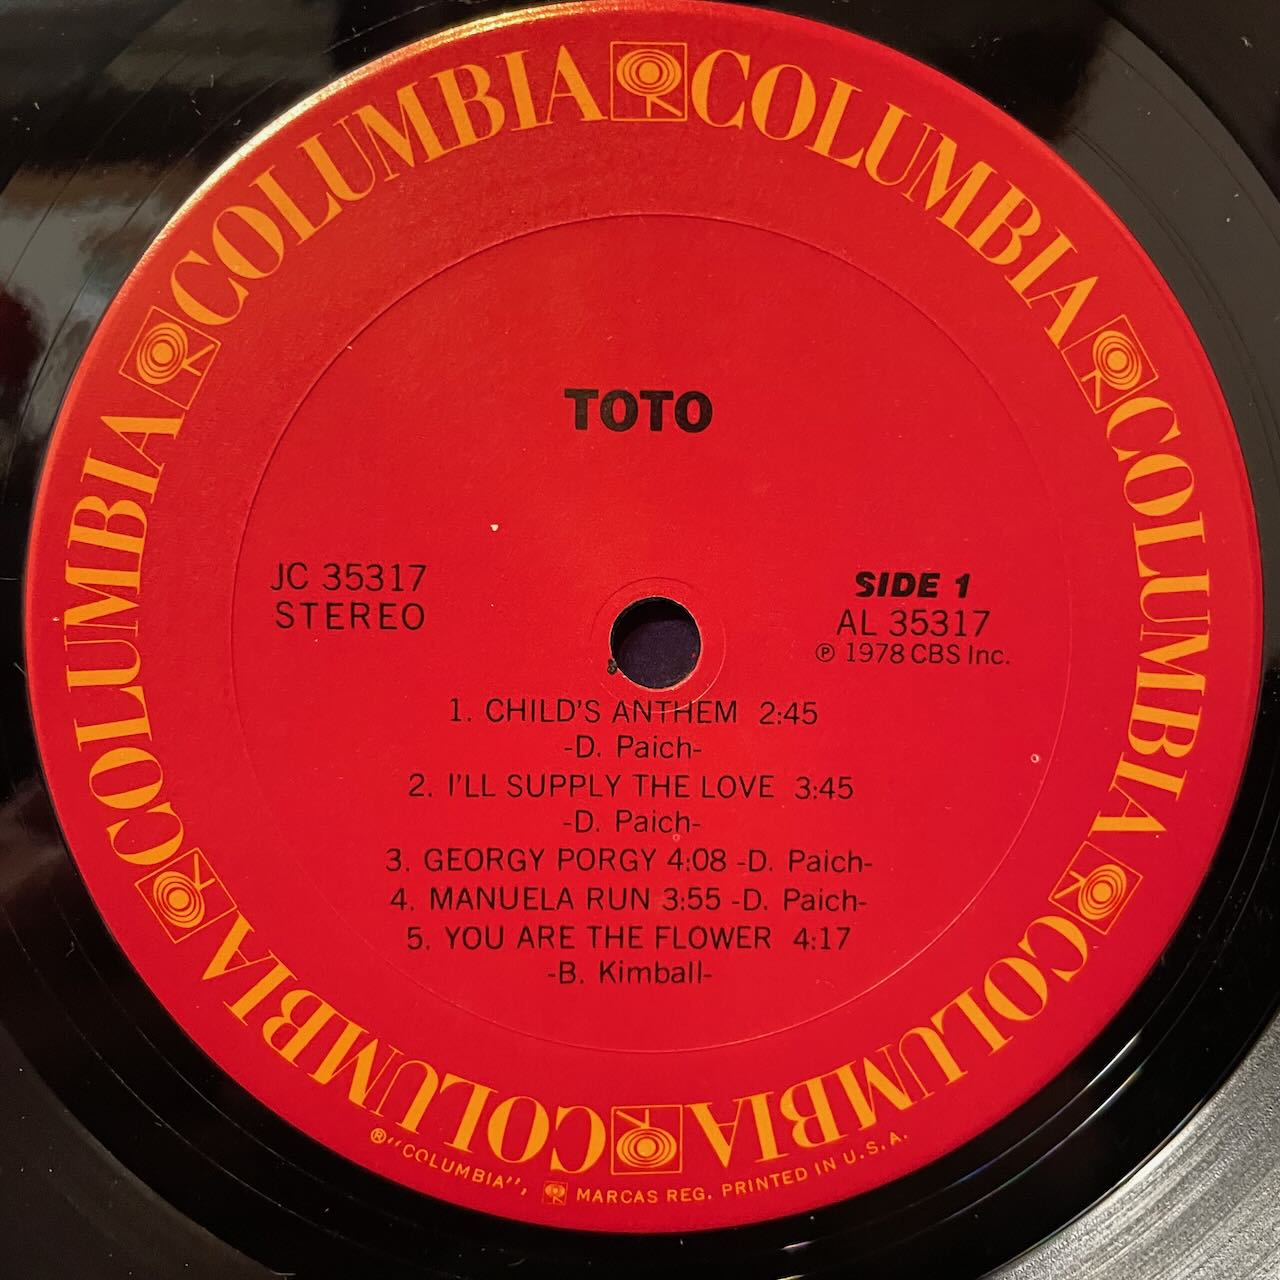 COLUMBIA COLUMBIA COLUMBIA COLUMBIA COLUMBIA COLUMBIA
TOTO
JC 35317
STEREO
SIDE 1
AL 35317
℗ 1978 CBS Inc.
1. CHILD'S ANTHEM 2:45
-D. Paich-
2. I'LL SUPPLY THE LOVE 3:45
-D. Paich-
3. GEORGY PORGY 4:08 -D. Paich-
4. MANUELA RUN 3:55 -D. Paich-
5. YOU ARE THE FLOWER 4:17
-B. Kimball-
®"COLUMBIA", MARCAS REG. PRINTED IN U.S.A.